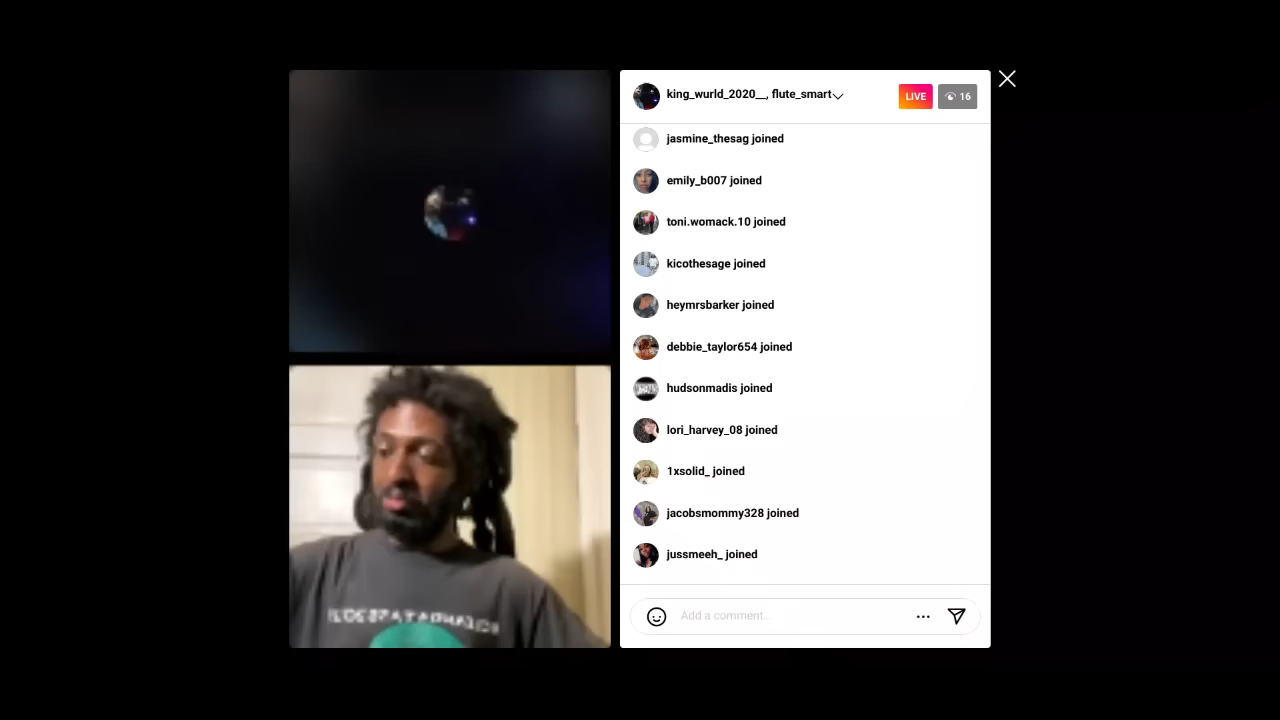 king_wurld_2020__, flute_smart
LIVE
16
jasmine_thesag joined
emily_b007 joined
toni.womack.10 joined
kicothesage joined
heymrsbarker joined
debbie_taylor654 joined
hudsonmadis joined
lori_harvey_08 joined
1xsolid_ joined
jacobsmommy328 joined
jussmeeh_ joined
Add a comment...